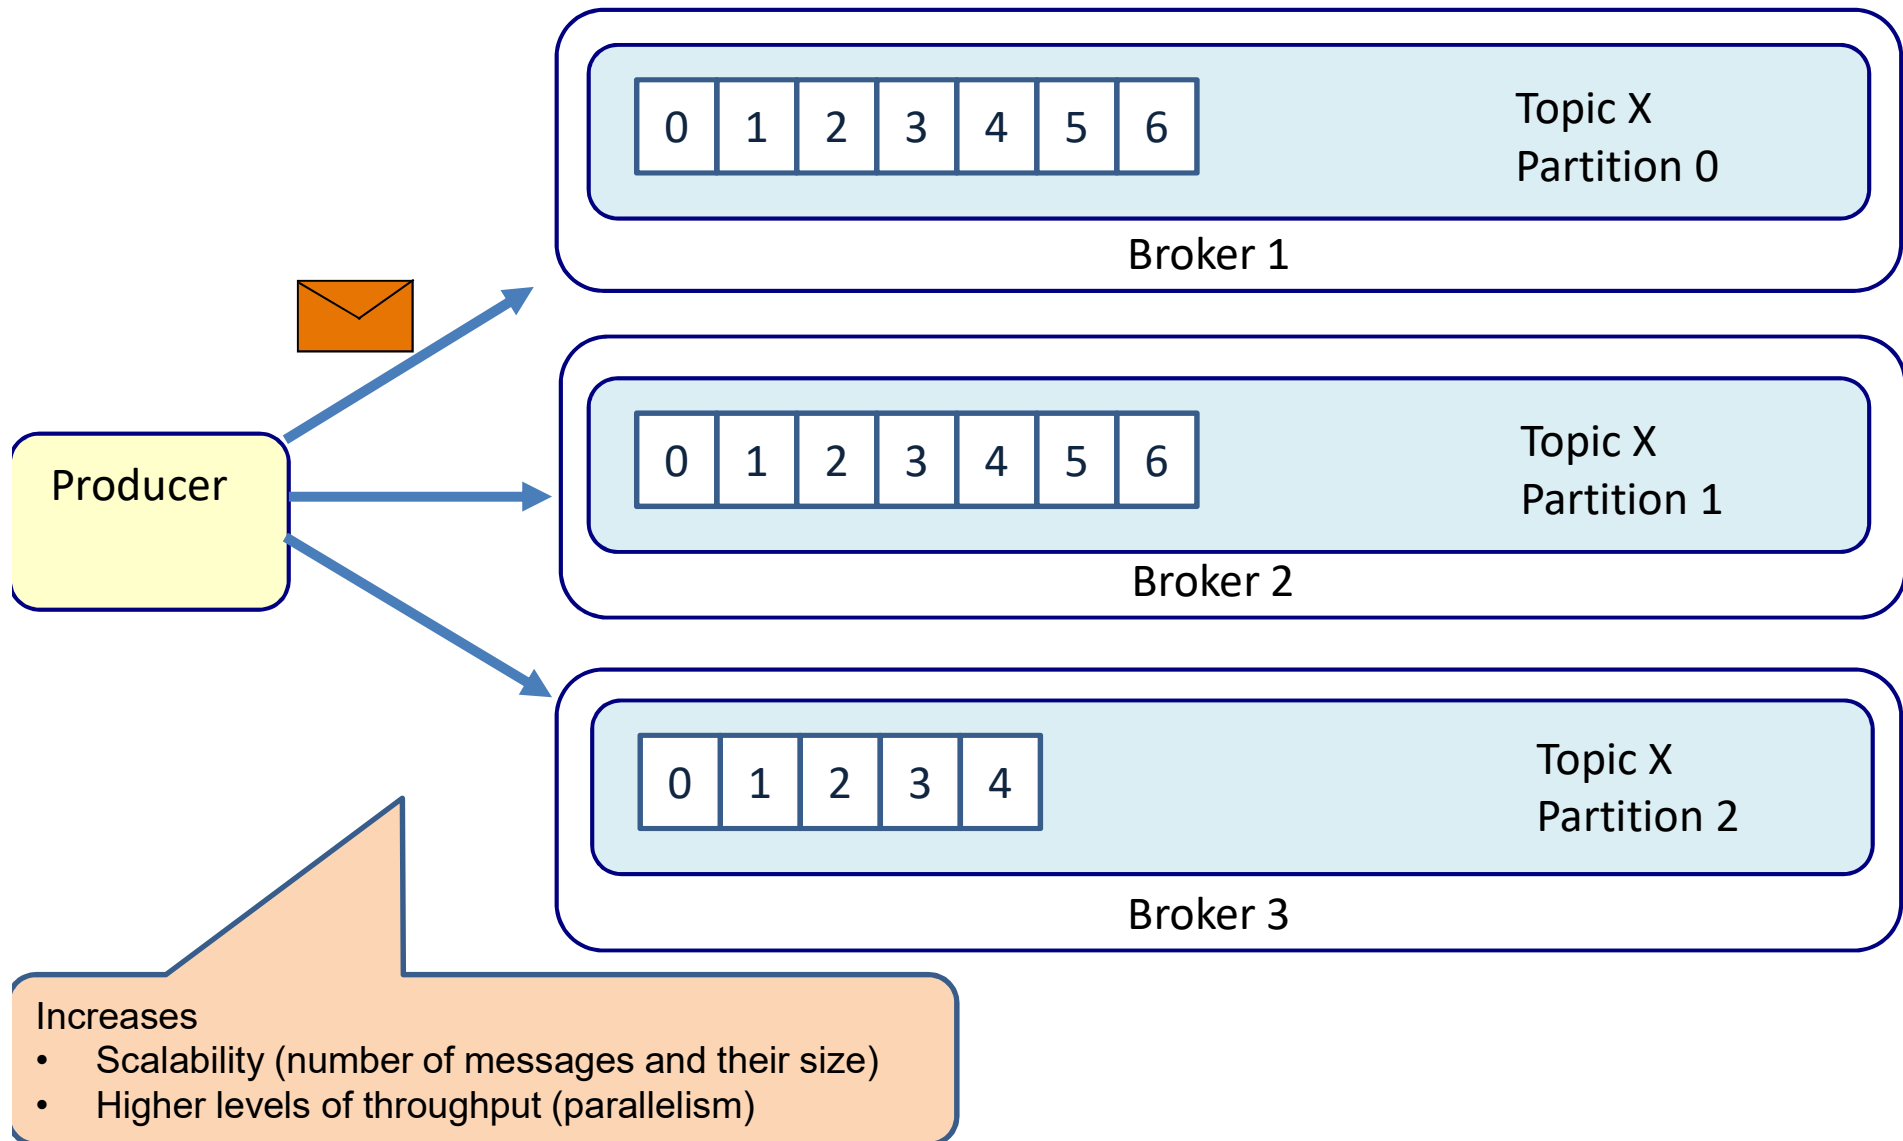 0 1 2 3 4 5 6
Topic X
Partition 0
Broker 1
Producer
0 1 2 3 4 5 6
Topic X
Partition 1
Broker 2
0 1 2 3 4
Topic X
Partition 2
Broker 3
Increases
• Scalability (number of messages and their size)
• Higher levels of throughput (parallelism)